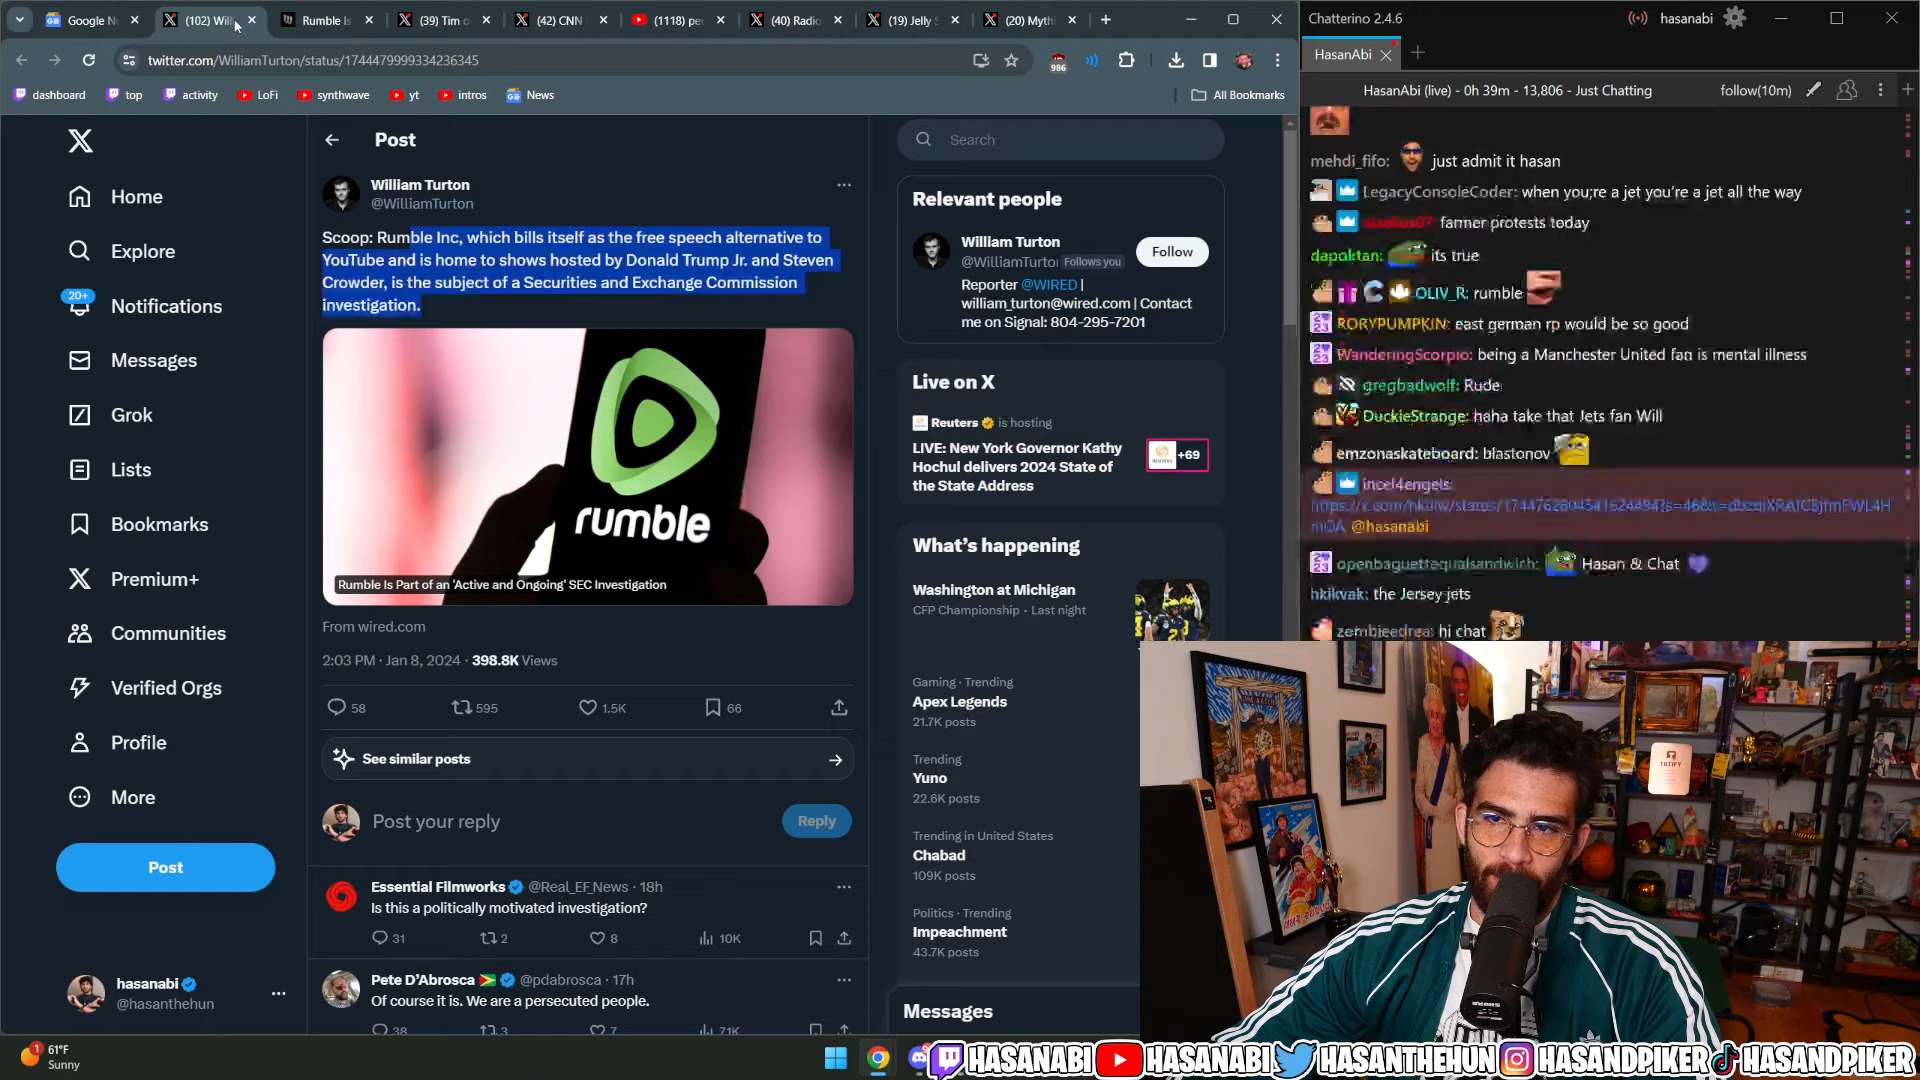 Google N
(102) Will
Rumble Is
(39) Tim o
(42) CNN
(1118) pe
(40) Radio
(19) Jelly S
(20) Myth
twitter.com/WilliamTurton/status/1744479999334236345
986
dashboard
top
activity
LoFi
synthwave
yt
intros
News
All Bookmarks
Home
Explore
20+
Notifications
Messages
Grok
Lists
Bookmarks
Premium+
Communities
Verified Orgs
Profile
More
Post
hasanabi
@hasanthehun
Post
William Turton
@WilliamTurton
Scoop: Rumble Inc, which bills itself as the free speech alternative to
YouTube and is home to shows hosted by Donald Trump Jr. and Steven
Crowder, is the subject of a Securities and Exchange Commission
investigation.
rumble
Rumble Is Part of an 'Active and Ongoing' SEC Investigation
From wired.com
2:03 PM · Jan 8, 2024 · 398.8K Views
58
595
1.5K
66
See similar posts
Post your reply
Reply
Essential Filmworks @Real_EF_News · 18h
Is this a politically motivated investigation?
31
2
8
10K
Pete D'Abrosca @pdabrosca · 17h
Of course it is. We are a persecuted people.
38
3
7
71K
Search
Relevant people
William Turton
@WilliamTurto Follows you
Follow
Reporter @WIRED |
william_turton@wired.com | Contact
me on Signal: 804-295-7201
Live on X
Reuters is hosting
LIVE: New York Governor Kathy
Hochul delivers 2024 State of
the State Address
REUTERS
+69
What's happening
Washington at Michigan
CFP Championship · Last night
Gaming · Trending
Apex Legends
21.7K posts
Trending
Yuno
22.6K posts
Trending in United States
Chabad
109K posts
Politics · Trending
Impeachment
43.7K posts
Messages
Chatterino 2.4.6
hasanabi
HasanAbi
HasanAbi (live) - 0h 39m - 13,806 - Just Chatting
follow(10m)
mehdi_fifo: just admit it hasan
LegacyConsoleCoder: when you;re a jet you're a jet all the way
farmer protests today
dapoktan: its true
OLIV_R: rumble
RORYPUMPKIN: east german rp would be so good
WanderingScorpio: being a Manchester United fan is mental illness
gregbadwolf: Rude
DuckieStrange: haha take that Jets fan Will
emzonaskateboard: blastonov
incel4engels:
@hasanabi
Hasan & Chat
the Jersey jets
zombieadrea: hi chat
TILTIFY
1
61°F
Sunny
HASANABI HASANABI HASANTHEHUN HASANDPIKER HASANDPIKER